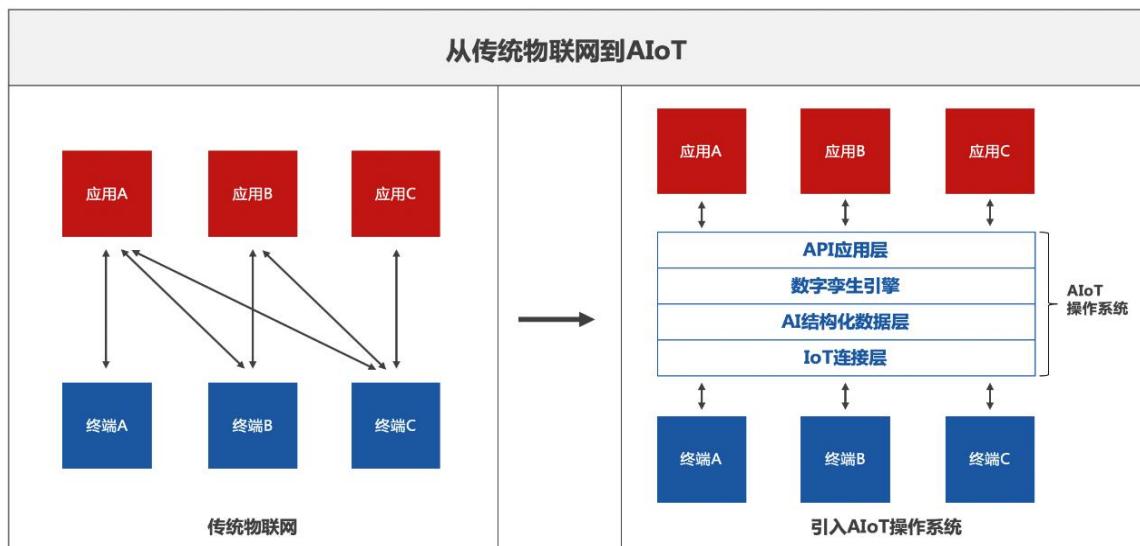 从传统物联网到AIoT
应用A
应用B
应用C
终端A
终端B
终端C
传统物联网
应用A
应用B
应用C
API应用层
数字孪生引擎
AI结构化数据层
IoT连接层
AIoT
操作系统
终端A
终端B
终端C
引入AIoT操作系统